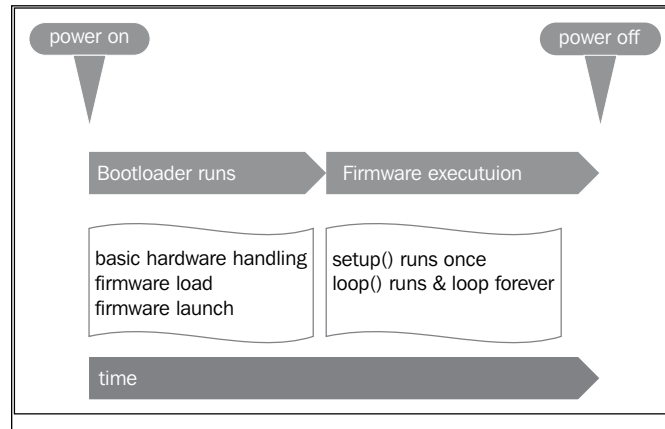 power on
power off
Bootloader runs
Firmware executuion
basic hardware handling
firmware load
firmware launch
setup() runs once
loop() runs & loop forever
time